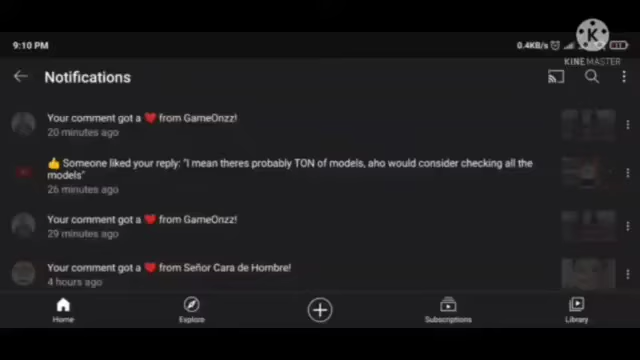 9:10 PM
0.4KB/s
K
KINEMASTER
Notifications
Your comment got a ❤️ from GameOnzz!
20 minutes ago
👍 Someone liked your reply: "I mean theres probably TON of models, aho would consider checking all the
models"
26 minutes ago
Your comment got a ❤️ from GameOnzz!
29 minutes ago
Your comment got a ❤️ from Señor Cara de Hombre!
4 hours ago
Home
Explore
Subscriptions
Library